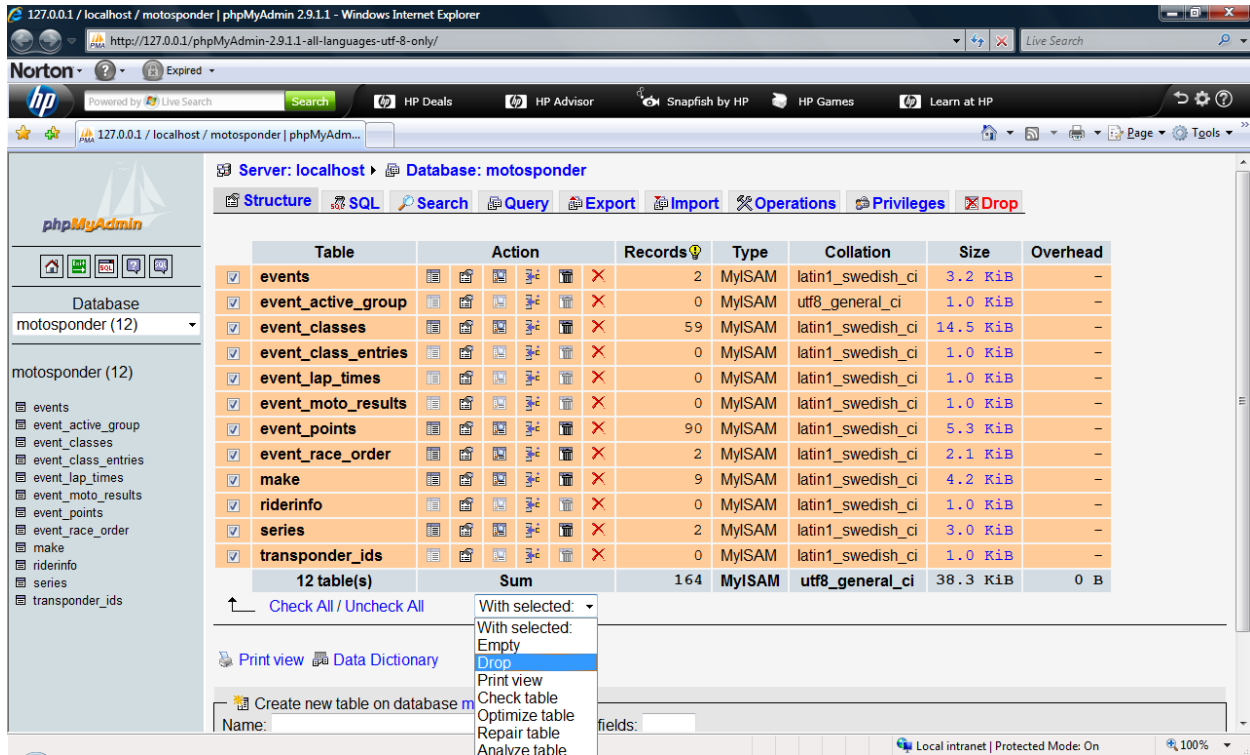 127.0.0.1 / localhost / motosponder | phpMyAdmin 2.9.1.1 - Windows Internet Explorer
http://127.0.0.1/phpMyAdmin-2.9.1.1-all-languages-utf-8-only/ Live Search
Norton Expired
hp Powered by Live Search Search HP Deals HP Advisor Snapfish by HP HP Games Learn at HP
127.0.0.1 / localhost / motosponder | phpMyAdm... Page Tools
phpMyAdmin
Database
motosponder (12)
motosponder (12)
events
event_active_group
event_classes
event_class_entries
event_lap_times
event_moto_results
event_points
event_race_order
make
riderinfo
series
transponder_ids
Server: localhost Database: motosponder
Structure SQL Search Query Export Import Operations Privileges Drop
Table Action Records Type Collation Size Overhead
events 2 MyISAM latin1_swedish_ci 3.2 KiB -
event_active_group 0 MyISAM utf8_general_ci 1.0 KiB -
event_classes 59 MyISAM latin1_swedish_ci 14.5 KiB -
event_class_entries 0 MyISAM latin1_swedish_ci 1.0 KiB -
event_lap_times 0 MyISAM latin1_swedish_ci 1.0 KiB -
event_moto_results 0 MyISAM latin1_swedish_ci 1.0 KiB -
event_points 90 MyISAM latin1_swedish_ci 5.3 KiB -
event_race_order 2 MyISAM latin1_swedish_ci 2.1 KiB -
make 9 MyISAM latin1_swedish_ci 4.2 KiB -
riderinfo 0 MyISAM latin1_swedish_ci 1.0 KiB -
series 2 MyISAM latin1_swedish_ci 3.0 KiB -
transponder_ids 0 MyISAM latin1_swedish_ci 1.0 KiB -
12 table(s) Sum 164 MyISAM utf8_general_ci 38.3 KiB 0 B
Check All / Uncheck All With selected:
With selected:
Empty
Drop
Print view
Check table
Optimize table
Repair table
Analyze table
Print view Data Dictionary
Create new table on database m
Name: fields:
Local intranet | Protected Mode: On 100%